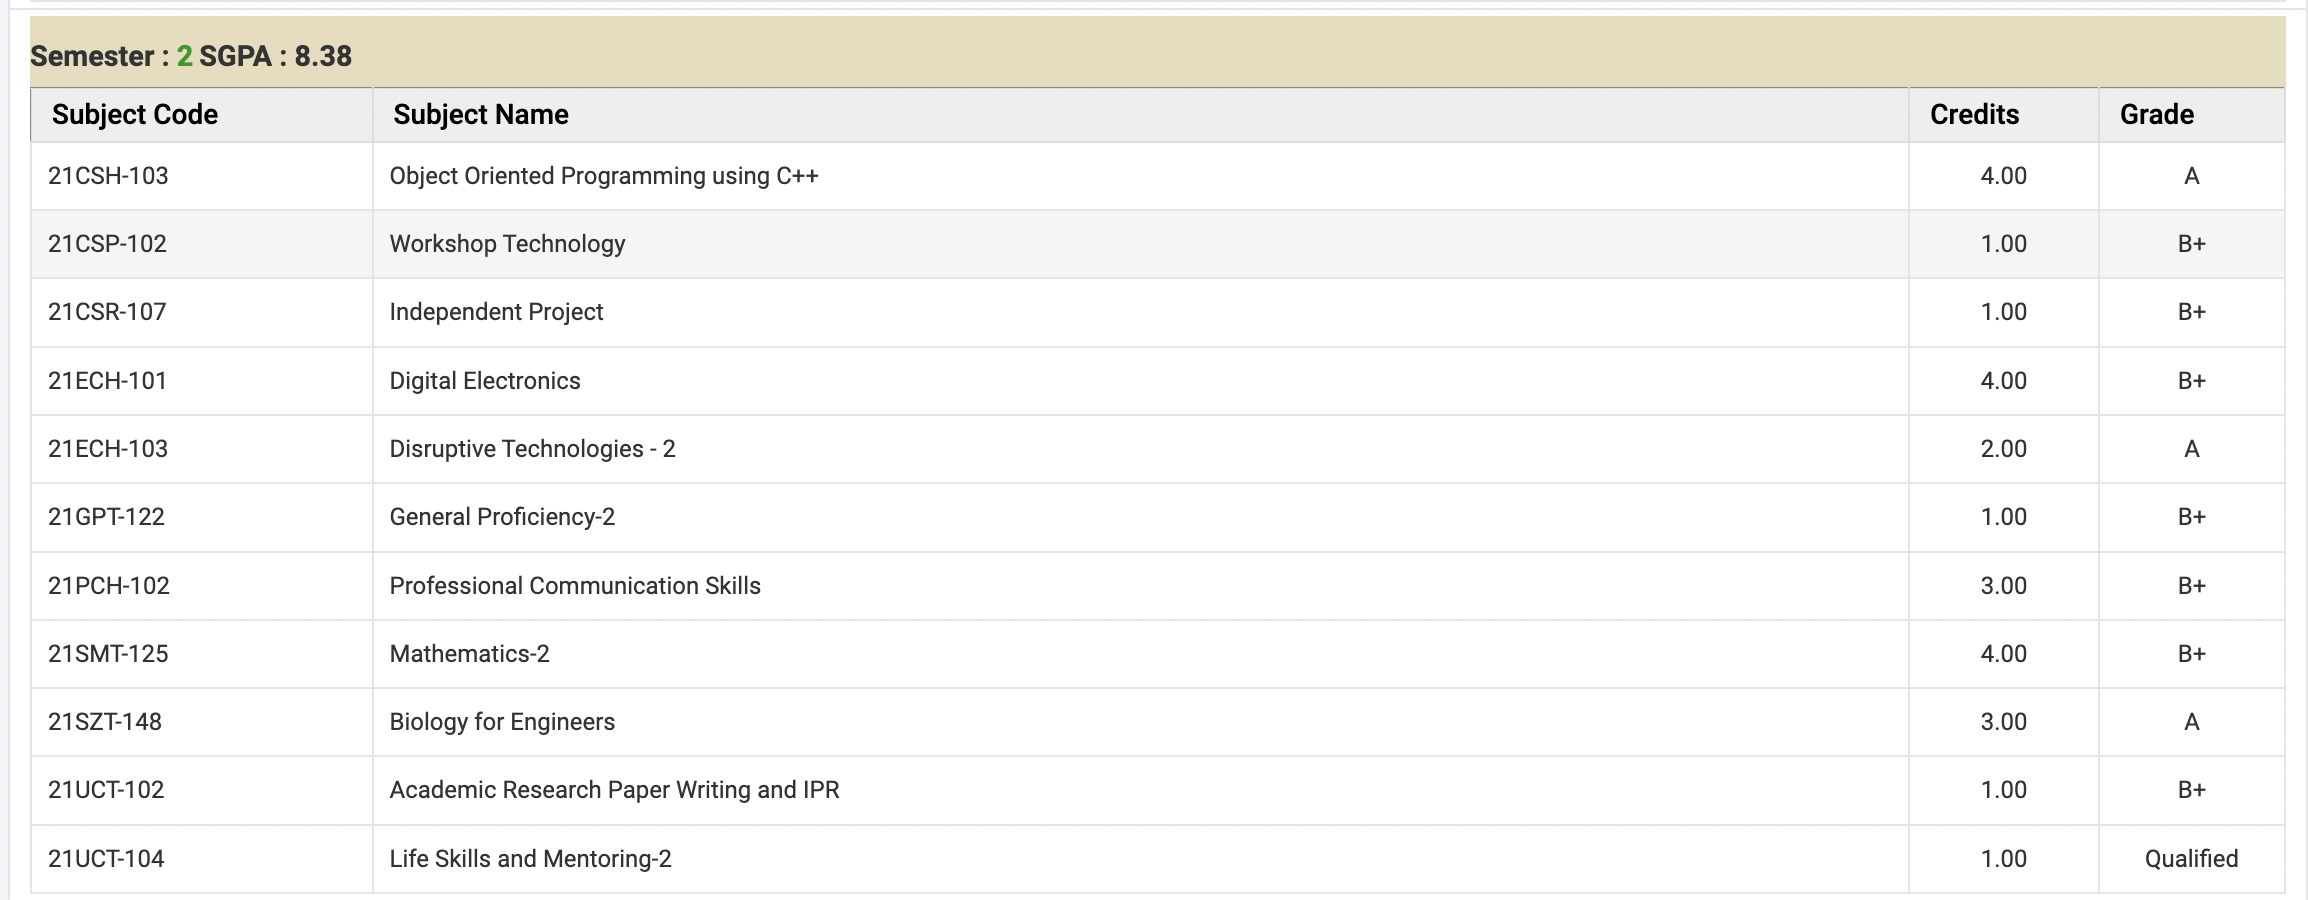 Semester : 2 SGPA : 8.38
Subject Code Subject Name Credits Grade
21CSH-103 Object Oriented Programming using C++ 4.00 A
21CSP-102 Workshop Technology 1.00 B+
21CSR-107 Independent Project 1.00 B+
21ECH-101 Digital Electronics 4.00 B+
21ECH-103 Disruptive Technologies - 2 2.00 A
21GPT-122 General Proficiency-2 1.00 B+
21PCH-102 Professional Communication Skills 3.00 B+
21SMT-125 Mathematics-2 4.00 B+
21SZT-148 Biology for Engineers 3.00 A
21UCT-102 Academic Research Paper Writing and IPR 1.00 B+
21UCT-104 Life Skills and Mentoring-2 1.00 Qualified